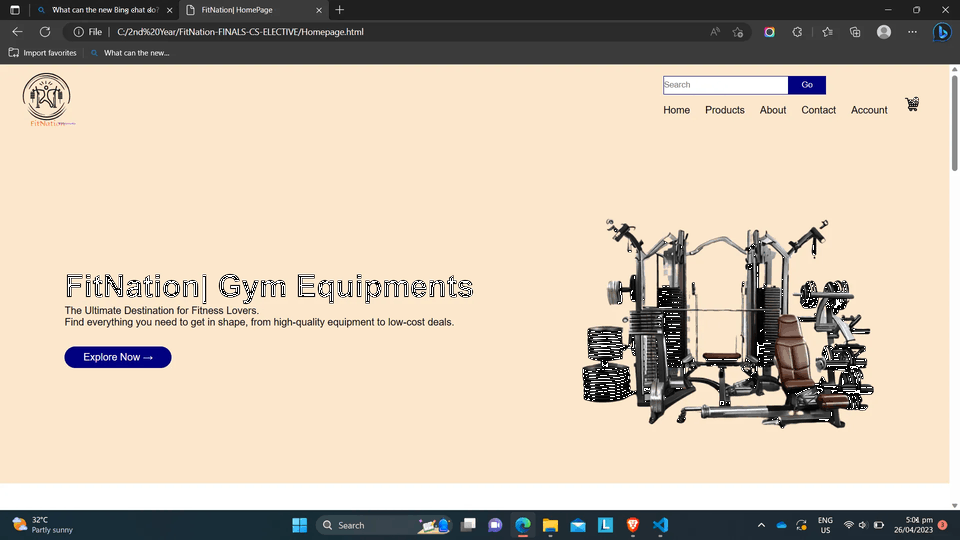 What can the new Bing chat do?
FitNation| HomePage
File
C:/2nd%20Year/FitNation-FINALS-CS-ELECTIVE/Homepage.html
Import favorites
What can the new...
Search
Go
Home Products About Contact Account
FitNation| Gym Equipments
The Ultimate Destination for Fitness Lovers.
Find everything you need to get in shape, from high-quality equipment to low-cost deals.
Explore Now →
32°C
Partly sunny
Search
ENG
US
5:04 pm
26/04/2023
3